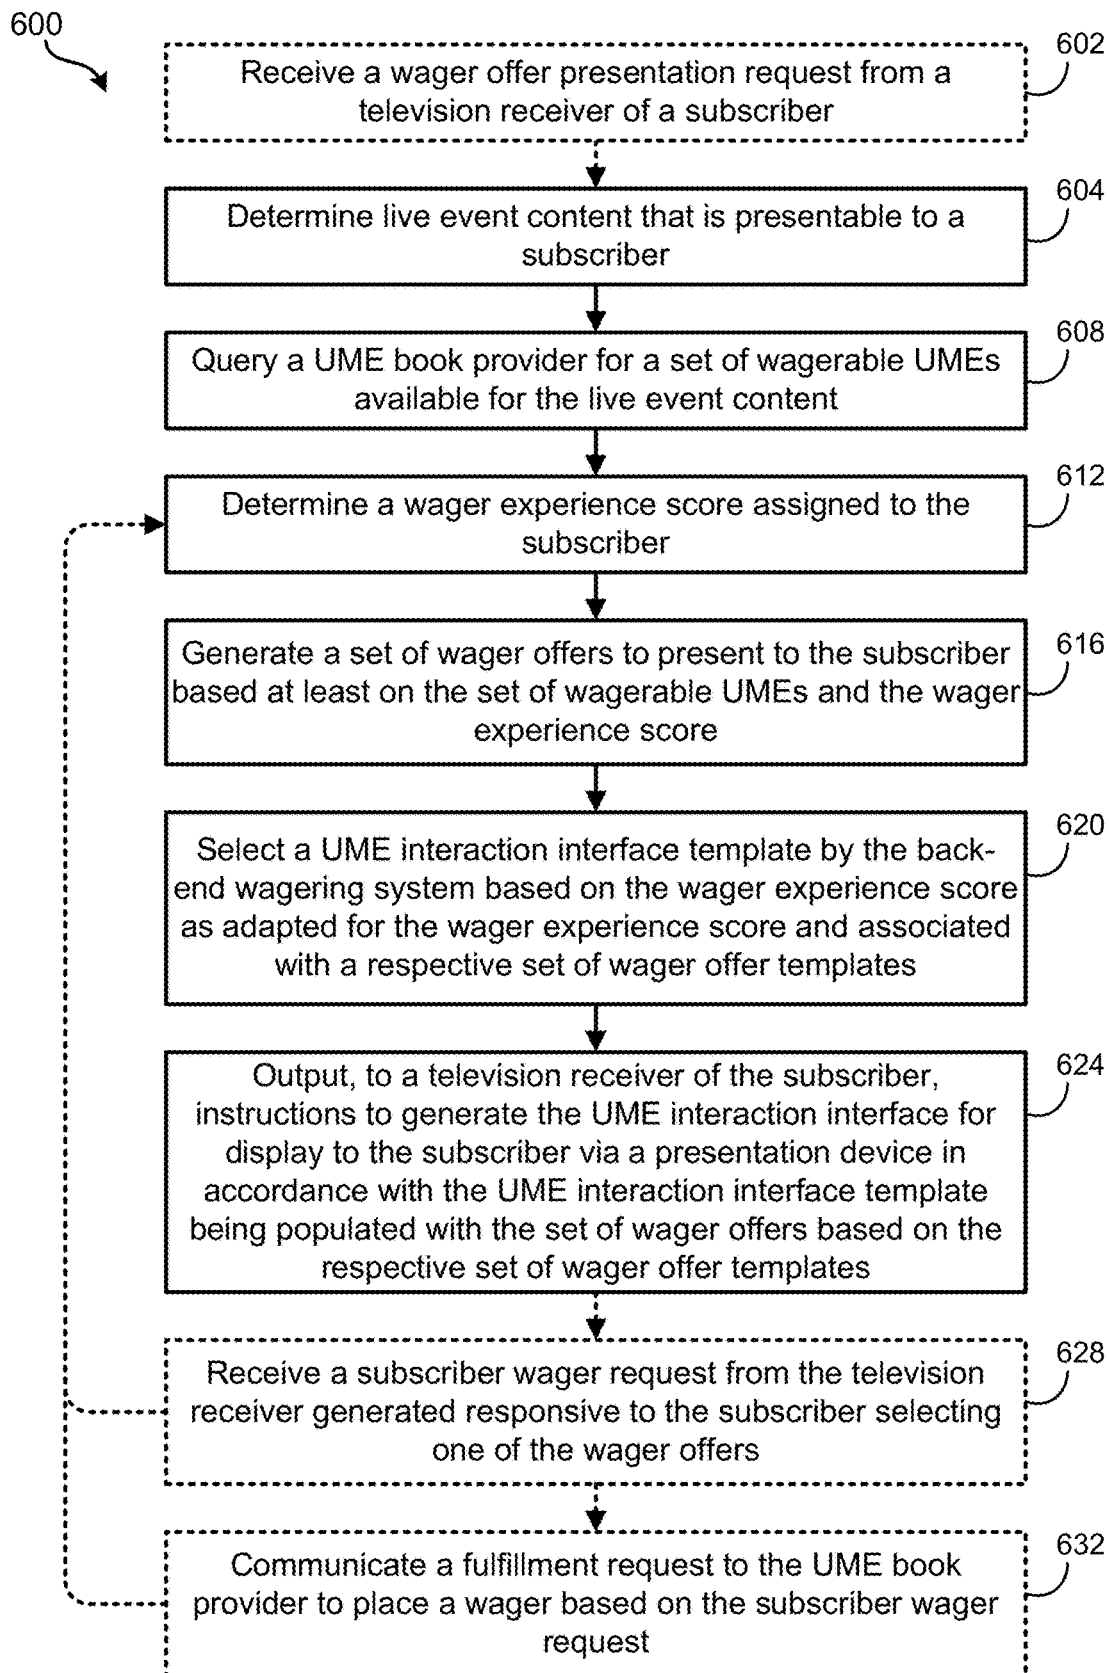 600
602
Receive a wager offer presentation request from a
television receiver of a subscriber
604
Determine live event content that is presentable to a
subscriber
608
Query a UME book provider for a set of wagerable UMEs
available for the live event content
612
Determine a wager experience score assigned to the
subscriber
616
Generate a set of wager offers to present to the subscriber
based at least on the set of wagerable UMEs and the wager
experience score
620
Select a UME interaction interface template by the back-
end wagering system based on the wager experience score
as adapted for the wager experience score and associated
with a respective set of wager offer templates
624
Output, to a television receiver of the subscriber,
instructions to generate the UME interaction interface for
display to the subscriber via a presentation device in
accordance with the UME interaction interface template
being populated with the set of wager offers based on the
respective set of wager offer templates
628
Receive a subscriber wager request from the television
receiver generated responsive to the subscriber selecting
one of the wager offers
632
Communicate a fulfillment request to the UME book
provider to place a wager based on the subscriber wager
request